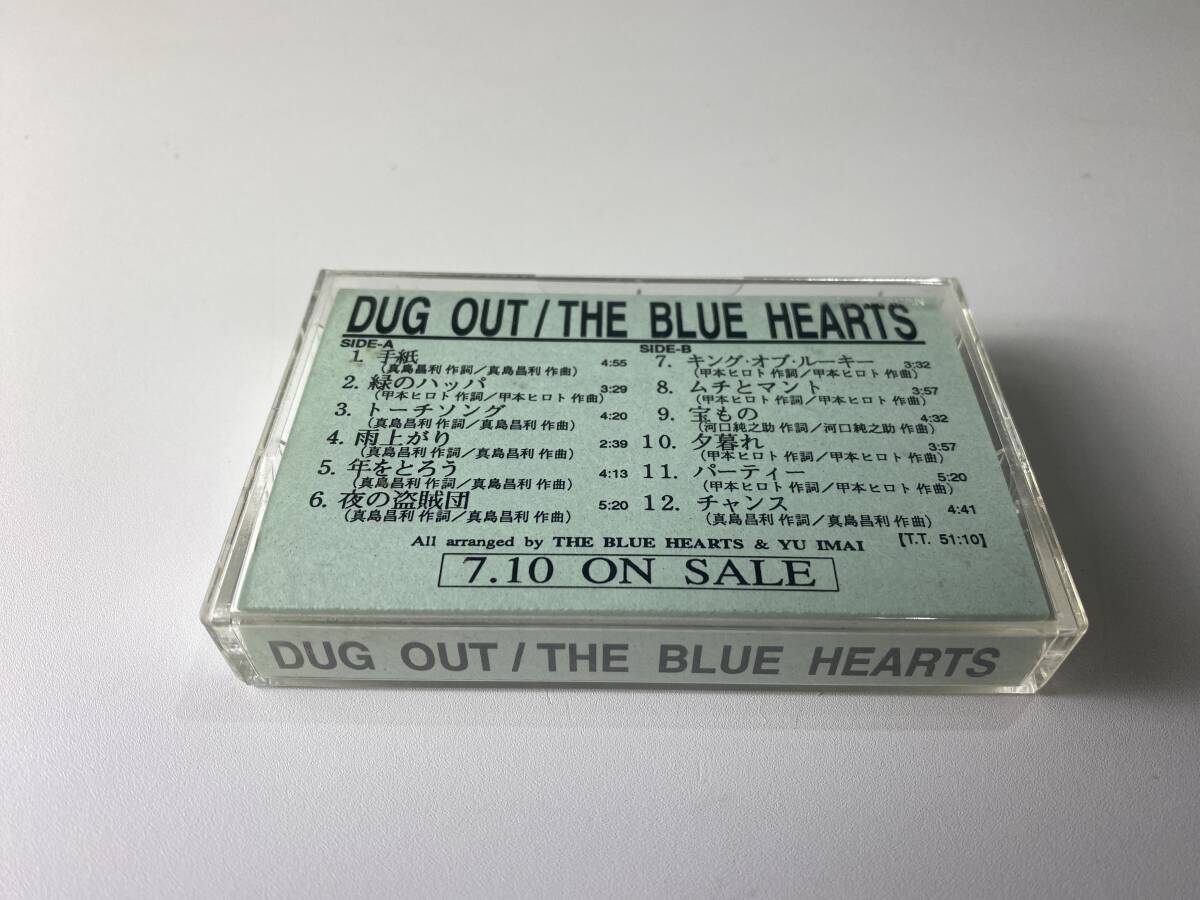 DUG OUT / THE BLUE HEARTS
SIDE-A
1. 手紙 4:55
(真島昌利 作詞/真島昌利 作曲)
2. 緑のハッパ 3:29
(甲本ヒロト 作詞/甲本ヒロト 作曲)
3. トーチソング 4:20
(真島昌利 作詞/真島昌利 作曲)
4. 雨上がり 2:39
(真島昌利 作詞/真島昌利 作曲)
5. 年をとろう 4:13
(真島昌利 作詞/真島昌利 作曲)
6. 夜の盗賊団 5:20
(真島昌利 作詞/真島昌利 作曲)
SIDE-B
7. キング・オブ・ルーキー 3:32
(甲本ヒロト 作詞/甲本ヒロト 作曲)
8. ムチとマント 3:57
(甲本ヒロト 作詞/甲本ヒロト 作曲)
9. 宝もの 4:32
(河口純之助 作詞/河口純之助 作曲)
10. 夕暮れ 3:57
(甲本ヒロト 作詞/甲本ヒロト 作曲)
11. パーティー 5:20
(甲本ヒロト 作詞/甲本ヒロト 作曲)
12. チャンス 4:41
(真島昌利 作詞/真島昌利 作曲)
All arranged by THE BLUE HEARTS & YU IMAI [T.T. 51:10]
7.10 ON SALE
DUG OUT / THE BLUE HEARTS